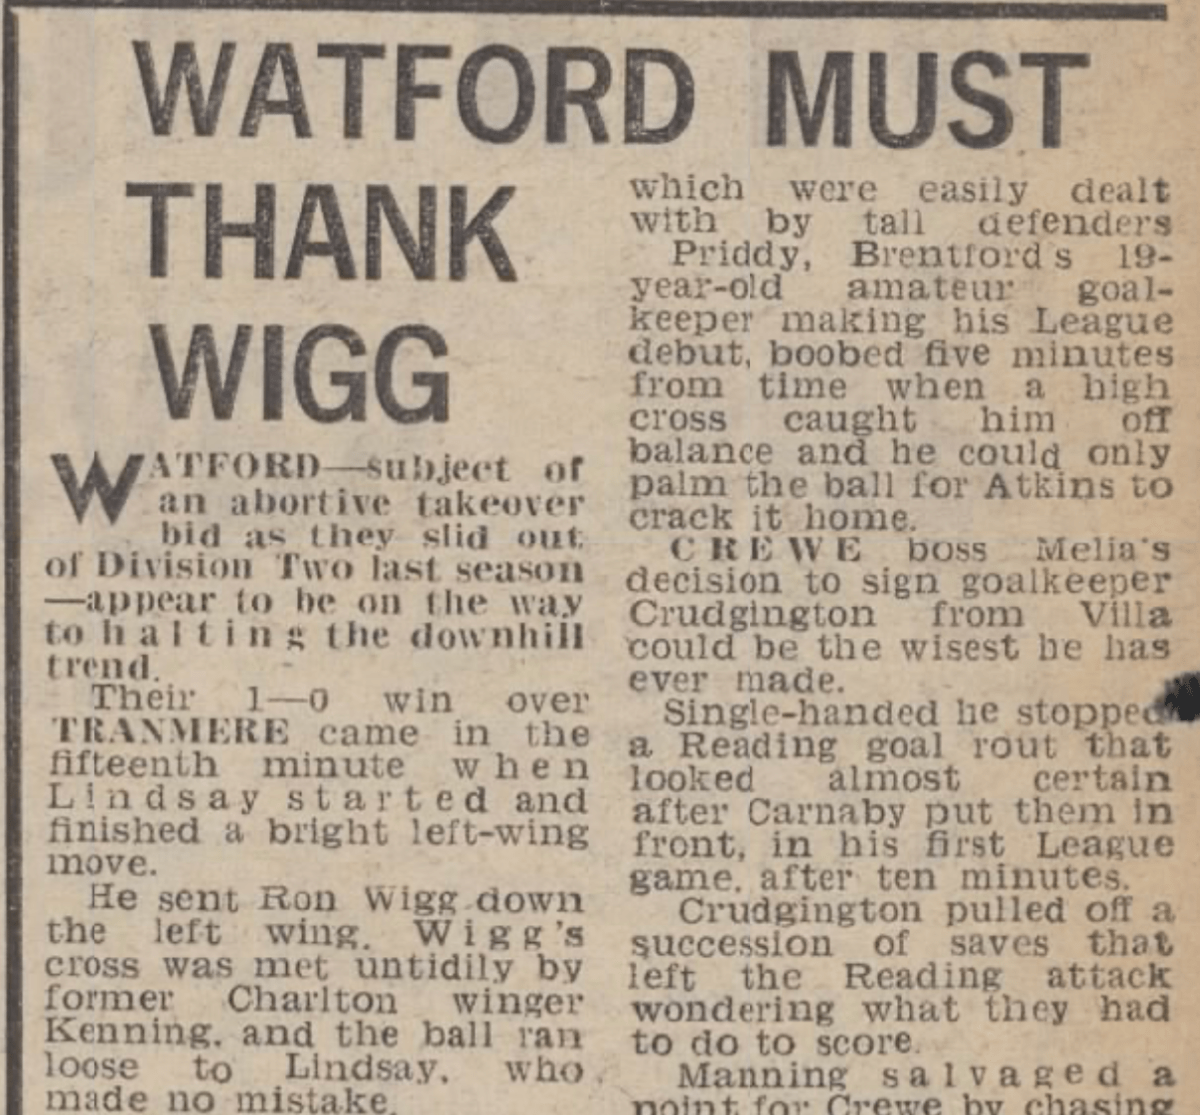 WATFORD MUST
THANK
WIGG
WATFORD—subject of
an abortive takeover
bid as they slid out
of Division Two last season
—appear to be on the way
to halting the downhill
trend.
Their 1—0 win over
TRANMERE came in the
fifteenth minute when
Lindsay started and
finished a bright left-wing
move.
He sent Ron Wigg down
the left wing. Wigg's
cross was met untidily by
former Charlton winger
Kenning, and the ball ran
loose to Lindsay, who
made no mistake.
which were easily dealt
with by tall defenders
Priddy, Brentford's 19-
year-old amateur goal-
keeper making his League
debut, boobed five minutes
from time when a high
cross caught him off
balance and he could only
palm the ball for Atkins to
crack it home.
CREWE boss Melia's
decision to sign goalkeeper
Crudgington from Villa
could be the wisest he has
ever made.
Single-handed he stopped
a Reading goal rout that
looked almost certain
after Carnaby put them in
front, in his first League
game, after ten minutes.
Crudgington pulled off a
succession of saves that
left the Reading attack
wondering what they had
to do to score.
Manning salvaged a
point for Crewe by chasing